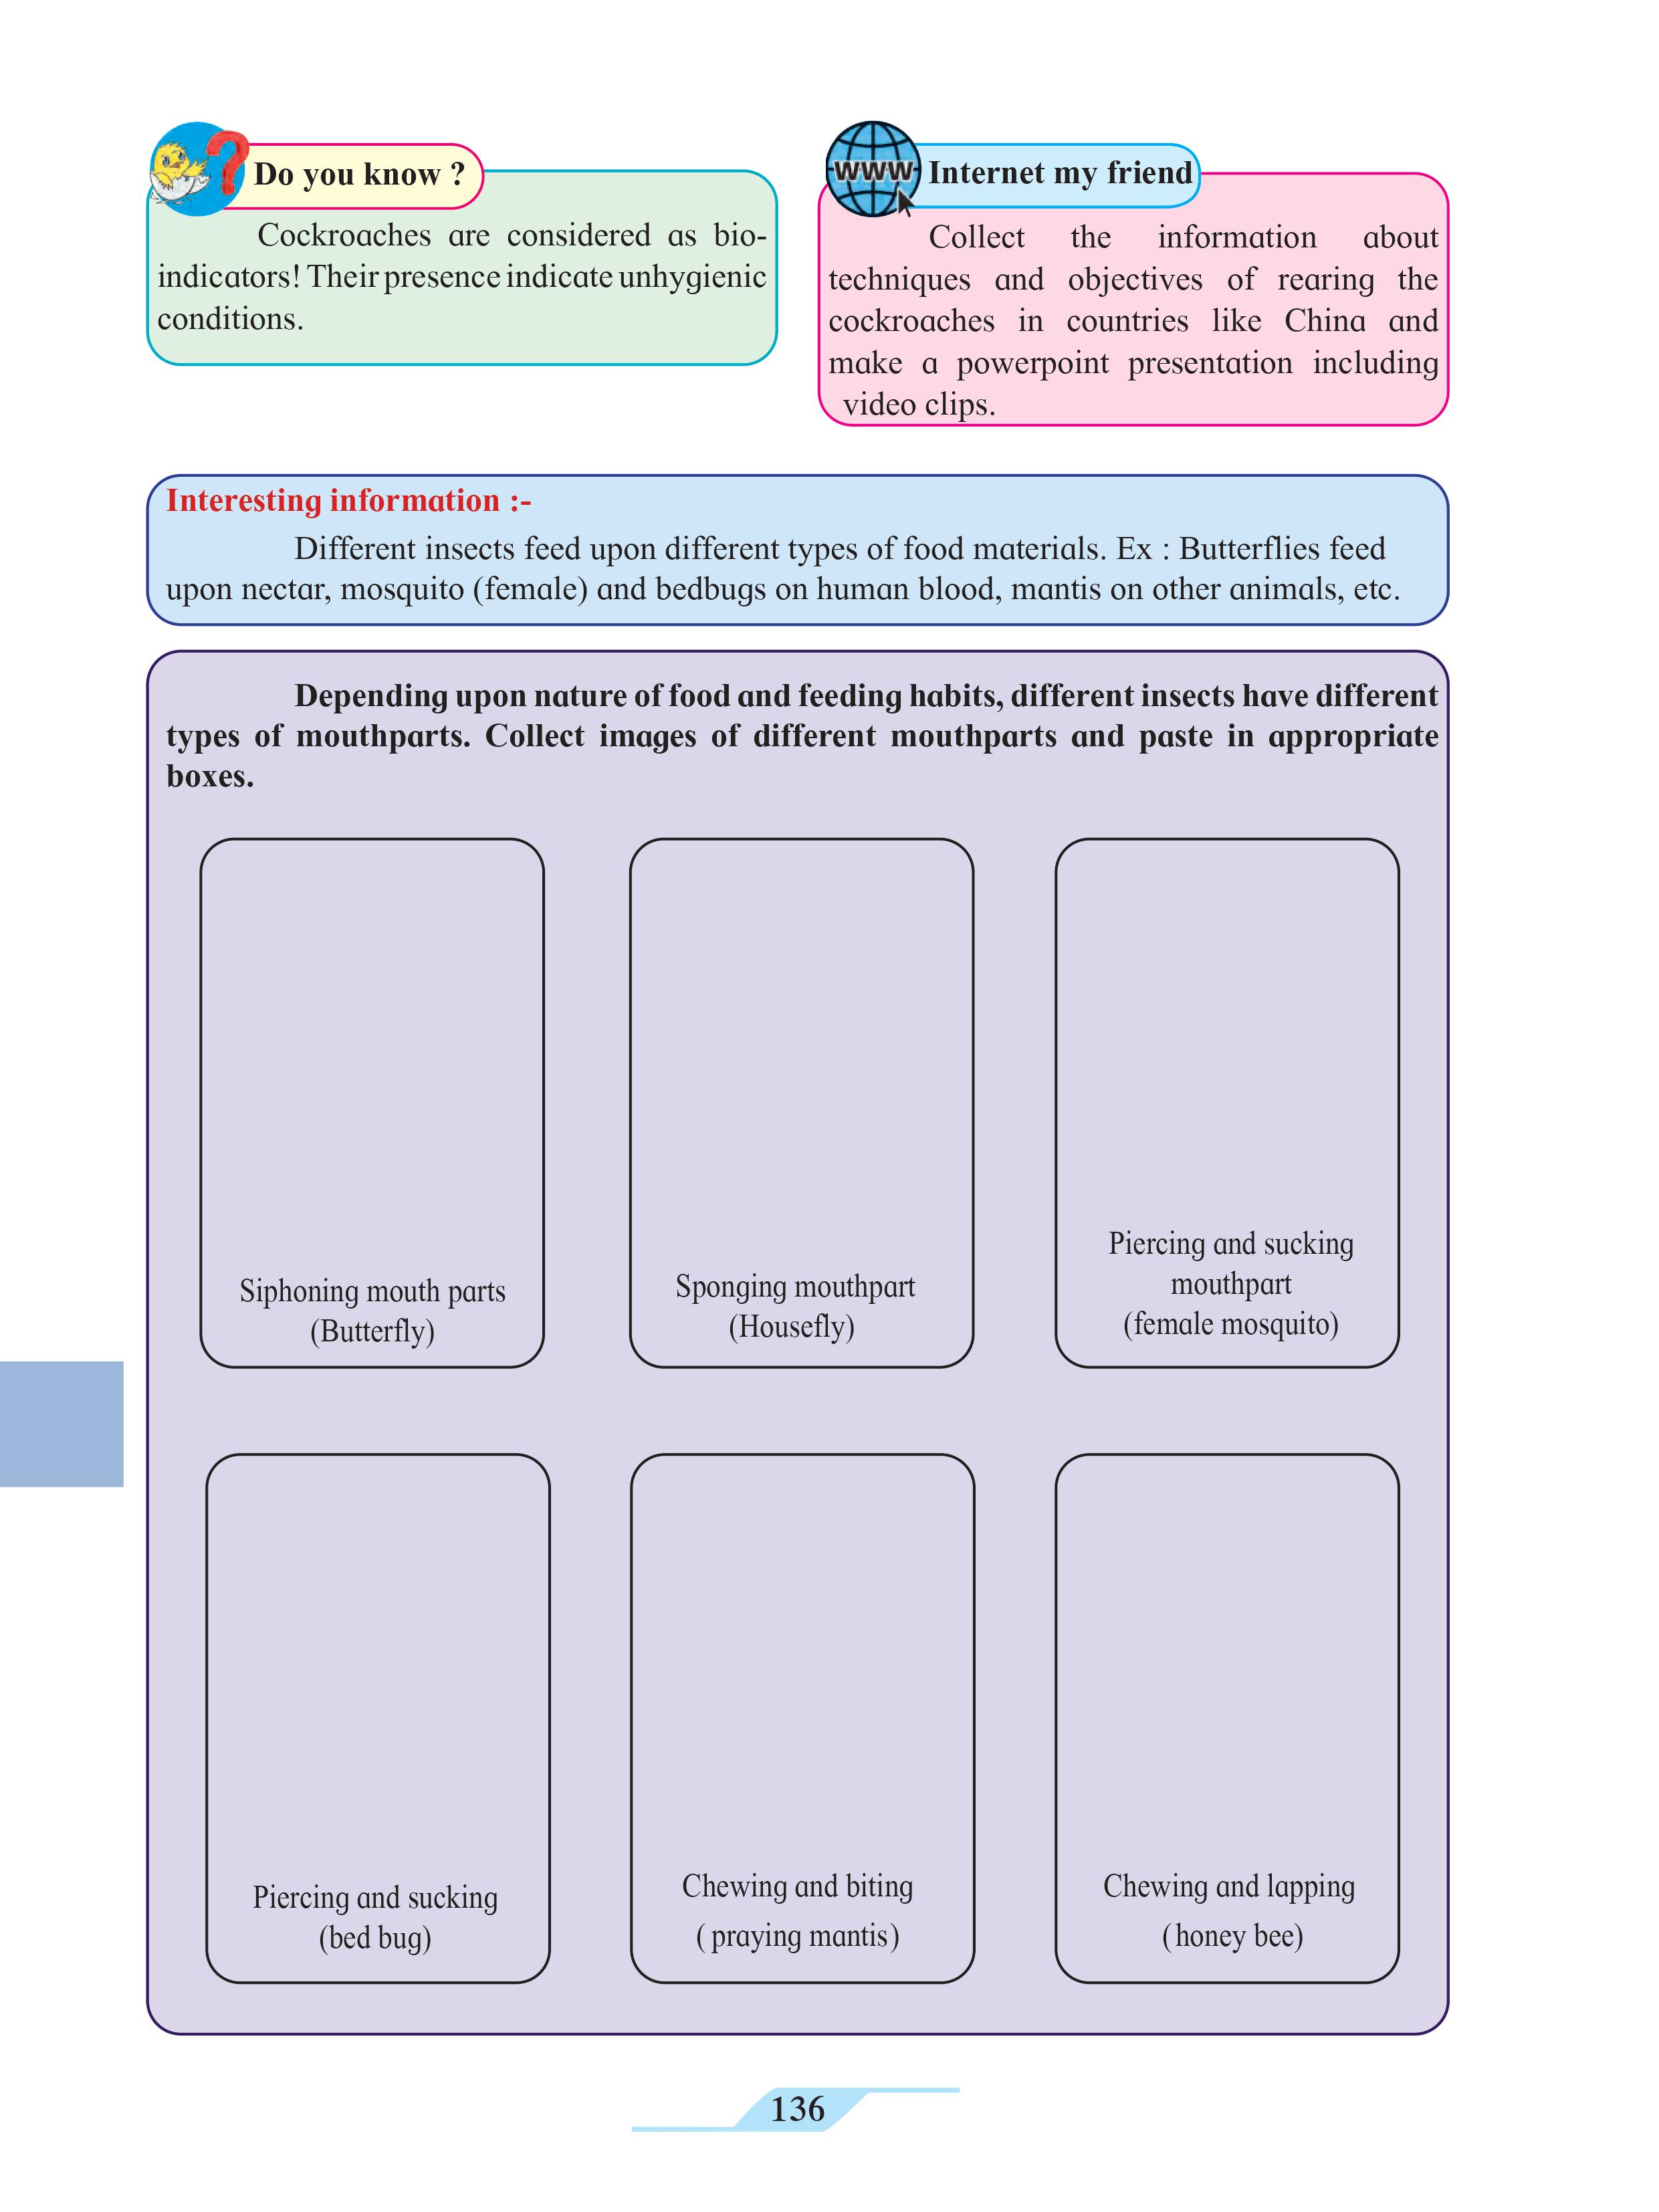 Do you know ?
Cockroaches are considered as bio-
indicators! Their presence indicate unhygienic
conditions.
www
Internet my friend
Collect the information about
techniques and objectives of rearing the
cockroaches in countries like China and
make a powerpoint presentation including
video clips.
Interesting information :-
Different insects feed upon different types of food materials. Ex : Butterflies feed
upon nectar, mosquito (female) and bedbugs on human blood, mantis on other animals, etc.
Depending upon nature of food and feeding habits, different insects have different
types of mouthparts. Collect images of different mouthparts and paste in appropriate
boxes.
Siphoning mouth parts
(Butterfly)
Sponging mouthpart
(Housefly)
Piercing and sucking
mouthpart
(female mosquito)
Piercing and sucking
(bed bug)
Chewing and biting
( praying mantis)
Chewing and lapping
(honey bee)
136